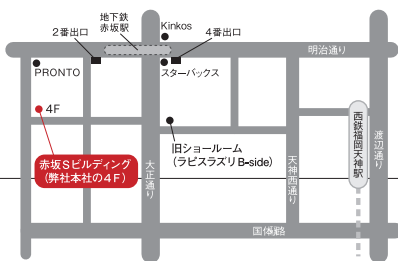 地下鉄
赤坂駅
Kinkos
2番出口
4番出口
明治通り
PRONTO
スターバックス
4F
旧ショールーム
(ラピスラズリB-side)
赤坂Sビルディング
(弊社本社の4F)
大正通り
天神西通り
西鉄福岡天神駅
渡辺通り
国体道路